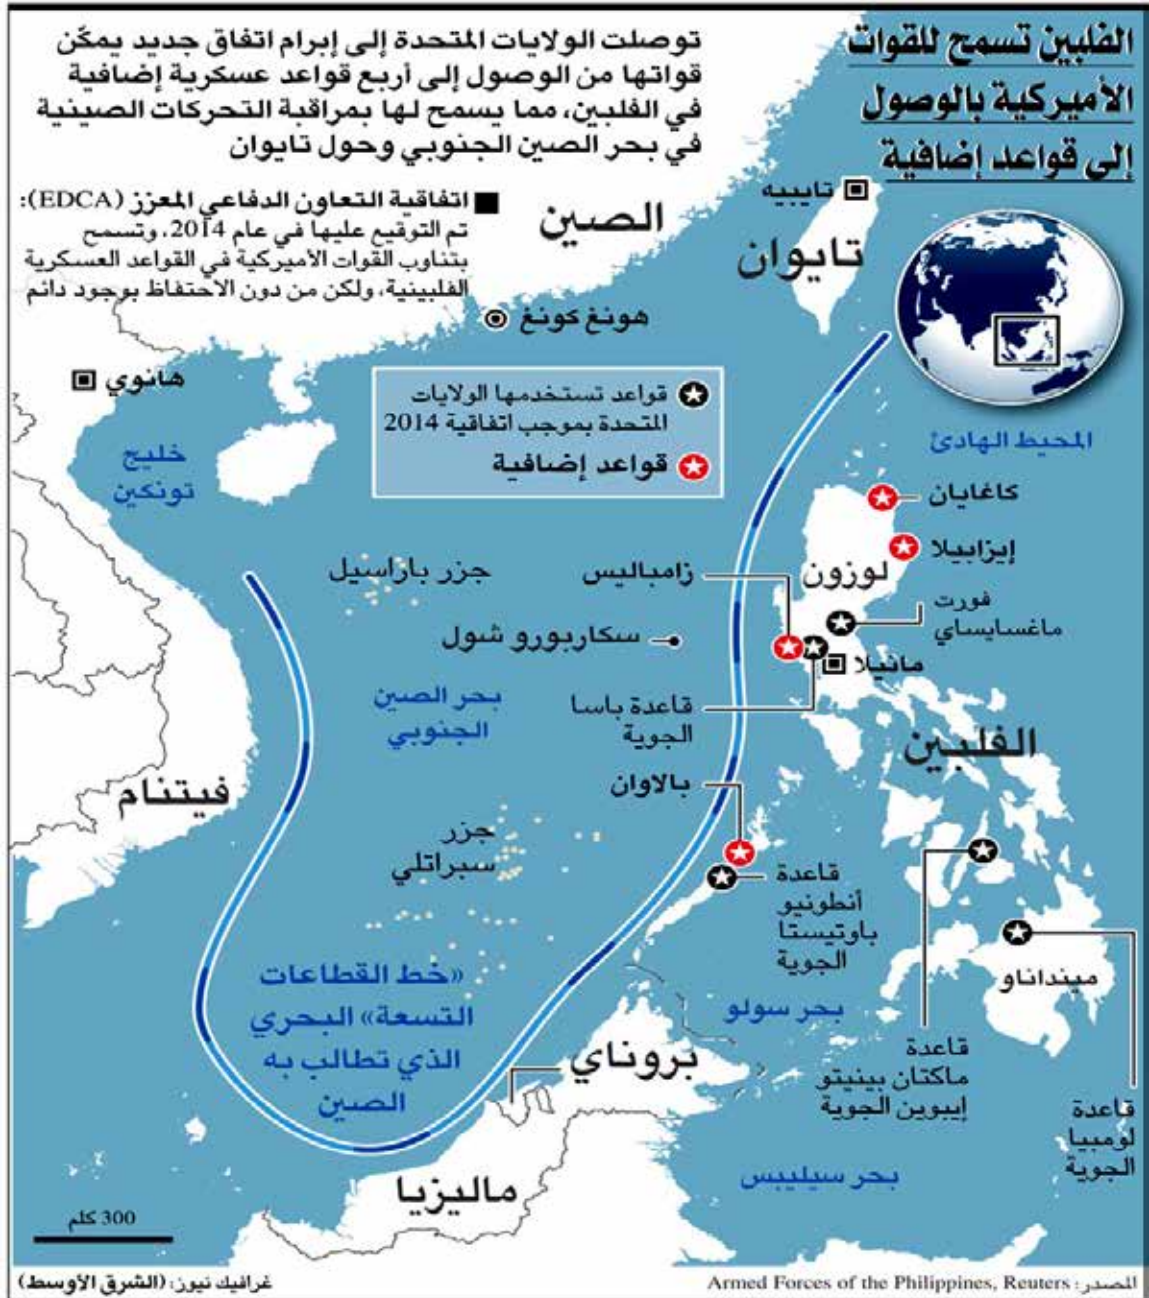 الفلبين تسمح للقوات
الأميركية بالوصول
إلى قواعد إضافية
توصلت الولايات المتحدة إلى إبرام اتفاق جديد يمكّن
قواتها من الوصول إلى أربع قواعد عسكرية إضافية
في الفلبين، مما يسمح لها بمراقبة التحركات الصينية
في بحر الصين الجنوبي وحول تايوان
اتفاقية التعاون الدفاعي المعزز (EDCA):
تم التوقيع عليها في عام 2014، وتسمح
بتناوب القوات الأميركية في القواعد العسكرية
الفلبينية، ولكن من دون الاحتفاظ بوجود دائم
الصين
تايبيه
تايوان
هونغ كونغ
هانوي
قواعد تستخدمها الولايات
المتحدة بموجب اتفاقية 2014
قواعد إضافية
المحيط الهادئ
خليج
تونكين
كاغايان
إيزابيلا
لوزون
زامباليس
جزر باراسيل
فورت
ماغسايساي
سكاربورو شول
مانيلا
بحر الصين
الجنوبي
قاعدة باسا
الجوية
الفلبين
بالاوان
فيتنام
جزر
سبراتلي
قاعدة
أنطونيو
باوتيستا
الجوية
ميندانāو
«خط القطاعات
التسعة» البحري
الذي تطالب به
الصين
بحر سولو
بروناي
قاعدة
ماكتان بينيتو
إيبوين الجوية
قاعدة
لومبيا
الجوية
ماليزيا
بحر سيليبس
300 كلم
المصدر: Armed Forces of the Philippines, Reuters
غرافيك نيوز: (الشرق الأوسط)